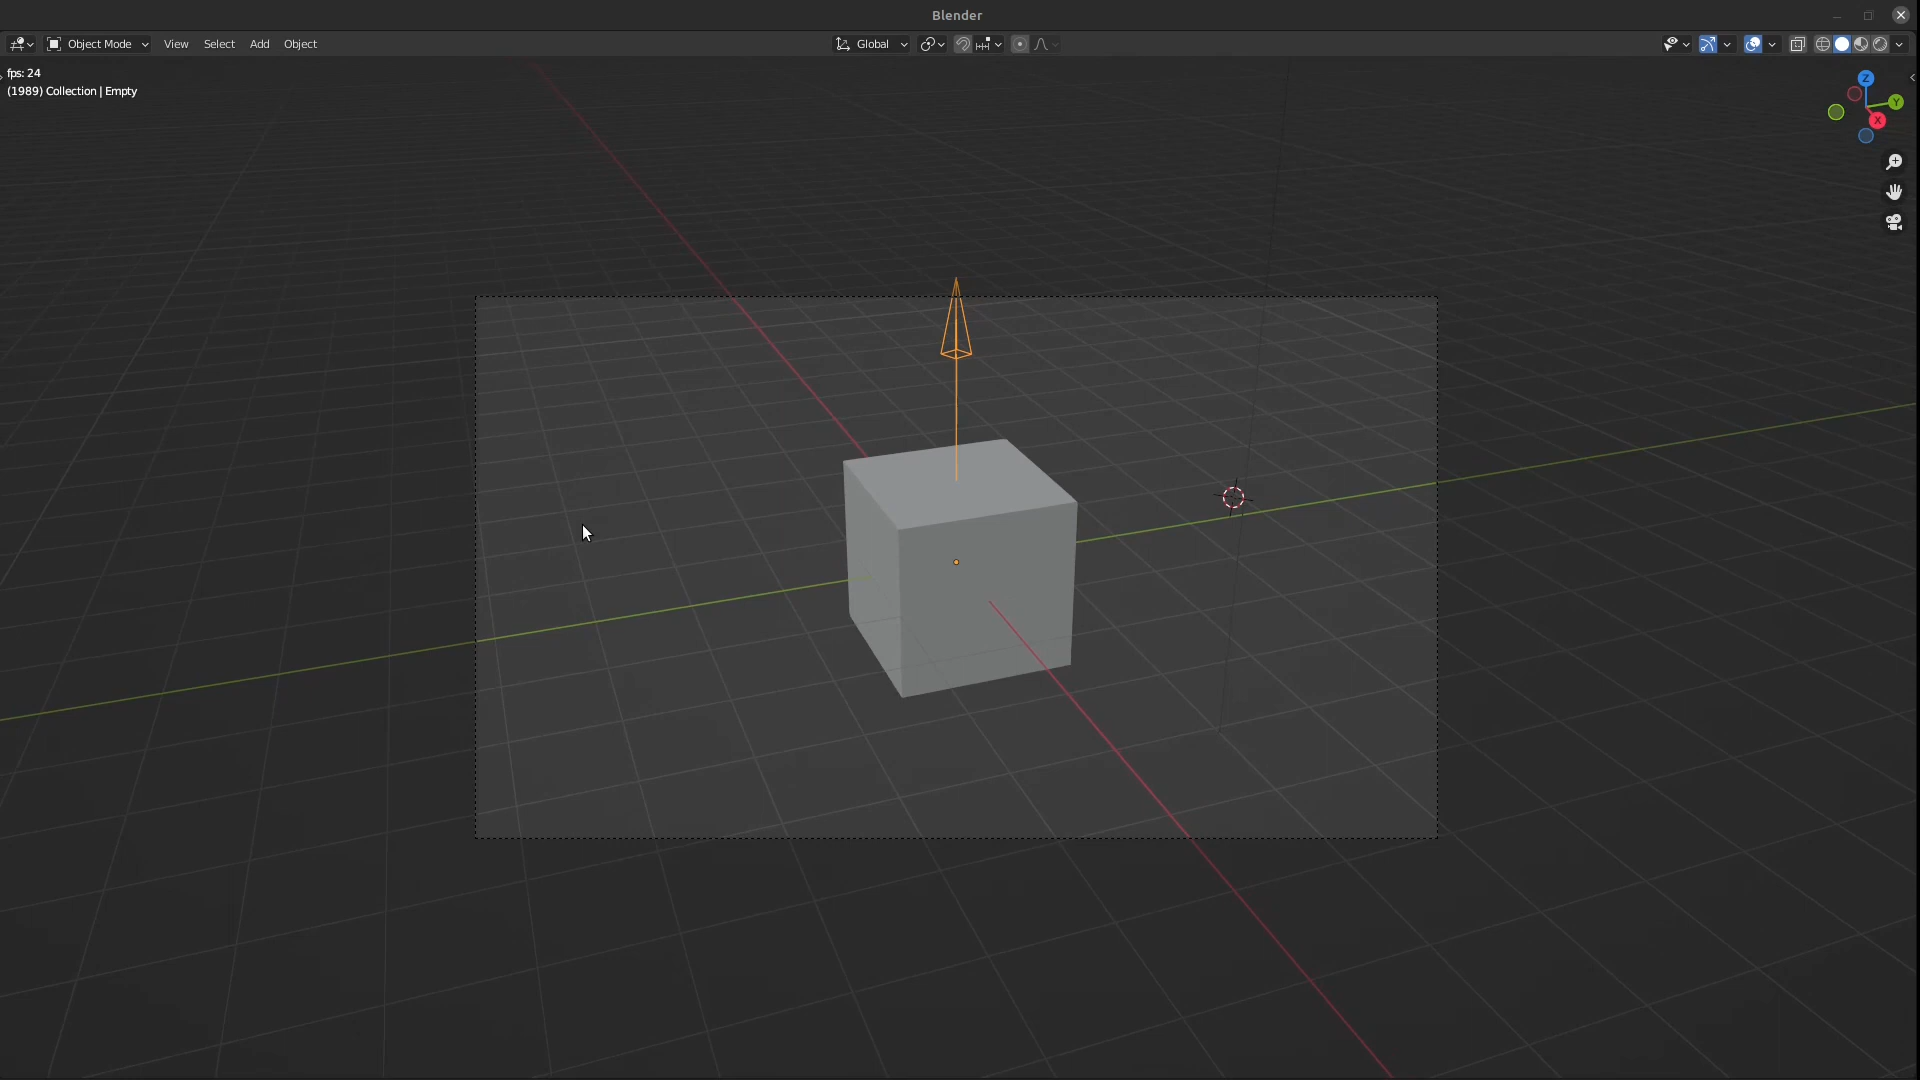 Blender
Object Mode View Select Add Object Global
fps: 24
(1989) Collection | Empty
Z
Y
X